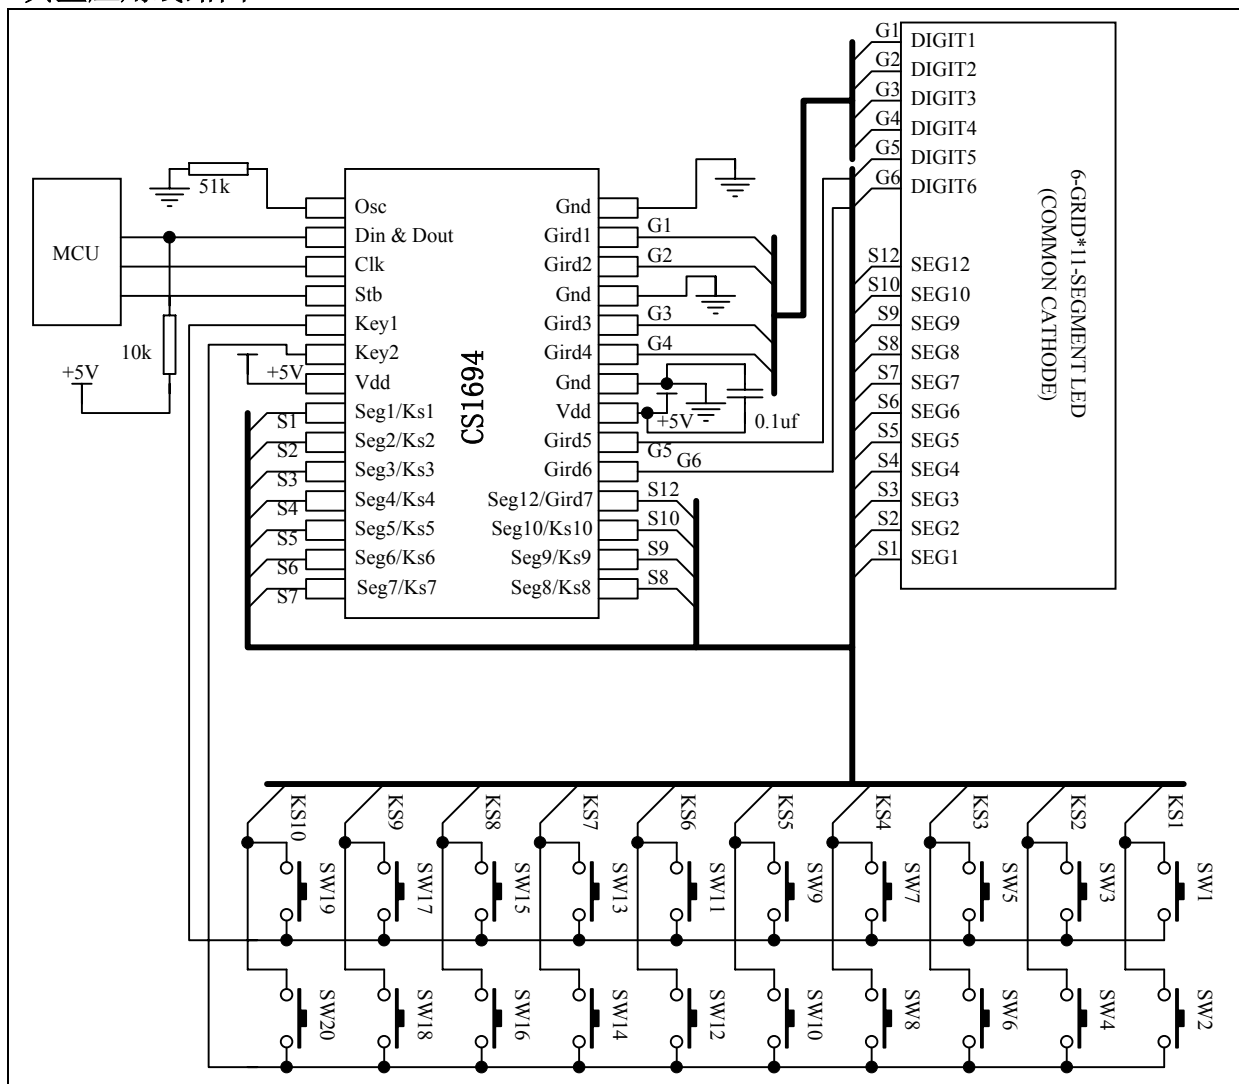 G1 DIGIT1
G2 DIGIT2
G3 DIGIT3
G4 DIGIT4
G5 DIGIT5
G6 DIGIT6
S12 SEG12
S10 SEG10
S9 SEG9
S8 SEG8
S7 SEG7
S6 SEG6
S5 SEG5
S4 SEG4
S3 SEG3
S2 SEG2
S1 SEG1
6-GRID*11-SEGMENT LED
(COMMON CATHODE)
MCU
51k
10k
+5V
+5V
CS1694
Osc
Din & Dout
Clk
Stb
Key1
Key2
Vdd
Seg1/Ks1
Seg2/Ks2
Seg3/Ks3
Seg4/Ks4
Seg5/Ks5
Seg6/Ks6
Seg7/Ks7
S1
S2
S3
S4
S5
S6
S7
Gnd
Gird1 G1
Gird2 G2
Gnd
Gird3 G3
Gird4 G4
Gnd
Vdd +5V 0.1uf
Gird5 G5
Gird6 G6
Seg12/Gird7 S12
Seg10/Ks10 S10
Seg9/Ks9 S9
Seg8/Ks8 S8
KS10 KS9 KS8 KS7 KS6 KS5 KS4 KS3 KS2 KS1
SW19 SW17 SW15 SW13 SW11 SW9 SW7 SW5 SW3 SW1
SW20 SW18 SW16 SW14 SW12 SW10 SW8 SW6 SW4 SW2